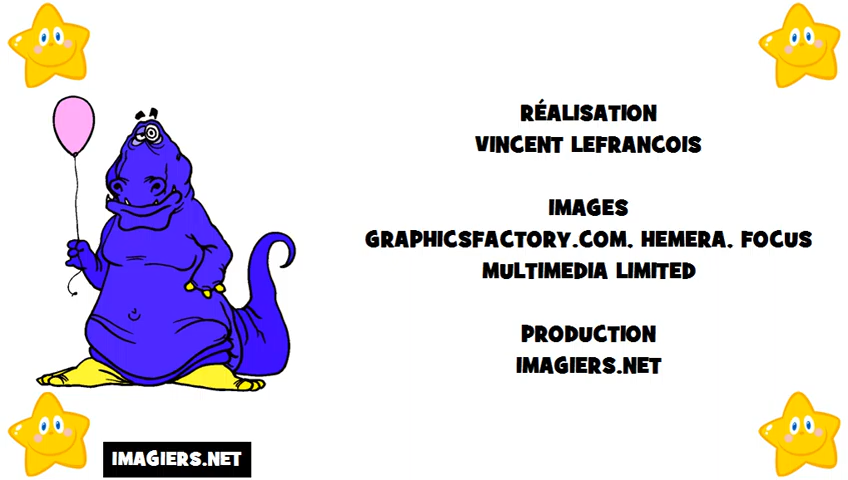 RÉALISATION
VINCENT LEFRANCOIS
IMAGES
GRAPHICSFACTORY.COM, HEMERA, FOCUS
MULTIMEDIA LIMITED
PRODUCTION
IMAGIERS.NET
IMAGIERS.NET